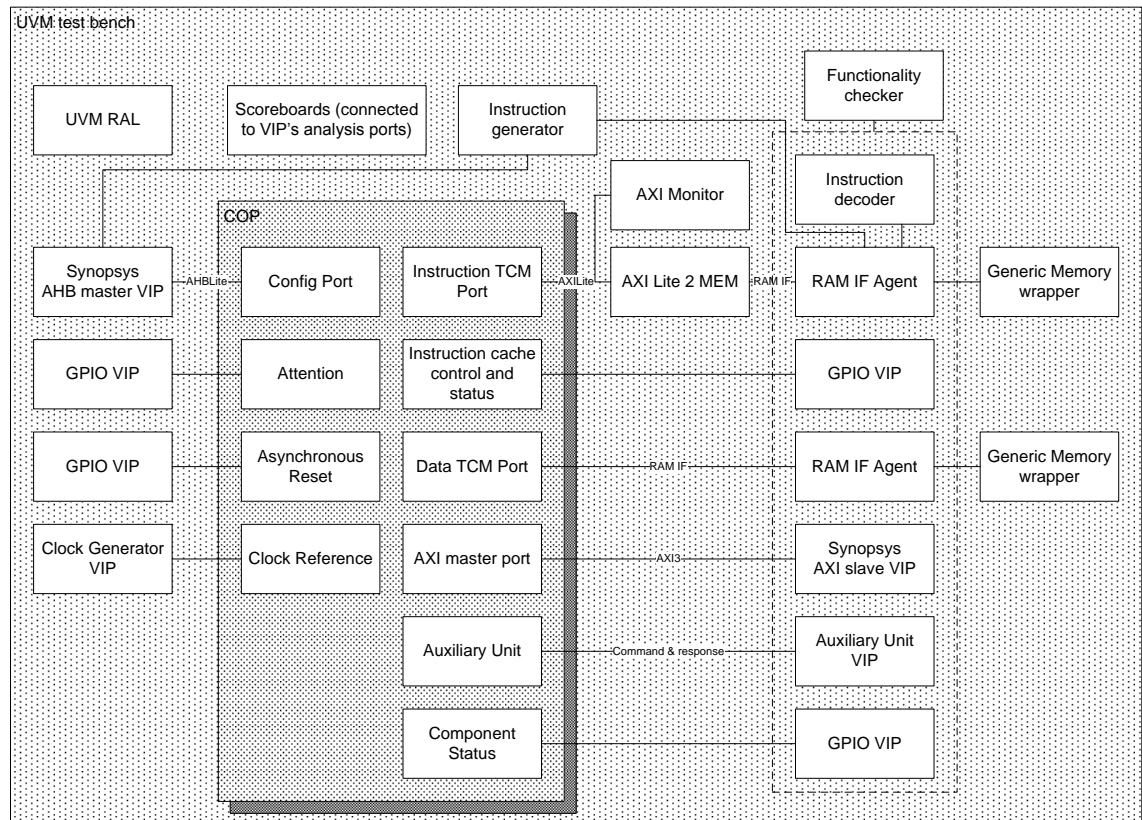 UVM test bench
Functionality
checker
UVM RAL
Scoreboards (connected
to VIP's analysis ports)
Instruction
generator
AXI Monitor
Instruction
decoder
COP
Synopsys
AHB master VIP
AHBLite
Config Port
Instruction TCM
Port
AXILite
AXI Lite 2 MEM
RAM IF
RAM IF Agent
Generic Memory
wrapper
GPIO VIP
Attention
Instruction cache
control and
status
GPIO VIP
GPIO VIP
Asynchronous
Reset
Data TCM Port
RAM IF
RAM IF Agent
Generic Memory
wrapper
Clock Generator
VIP
Clock Reference
AXI master port
AXI3
Synopsys
AXI slave VIP
Auxiliary Unit
Command & response
Auxiliary Unit
VIP
Component
Status
GPIO VIP